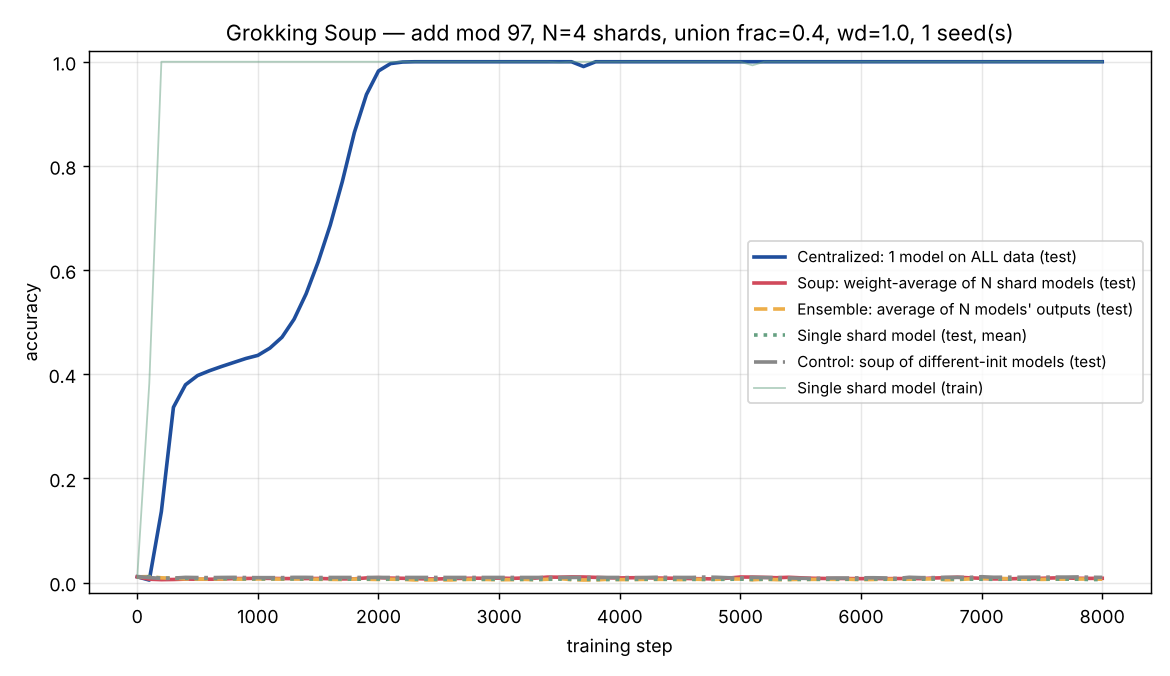 Grokking Soup — add mod 97, N=4 shards, union frac=0.4, wd=1.0, 1 seed(s)
accuracy
1.0
0.8
0.6
0.4
0.2
0.0
Centralized: 1 model on ALL data (test)
Soup: weight-average of N shard models (test)
Ensemble: average of N models' outputs (test)
Single shard model (test, mean)
Control: soup of different-init models (test)
Single shard model (train)
0 1000 2000 3000 4000 5000 6000 7000 8000
training step